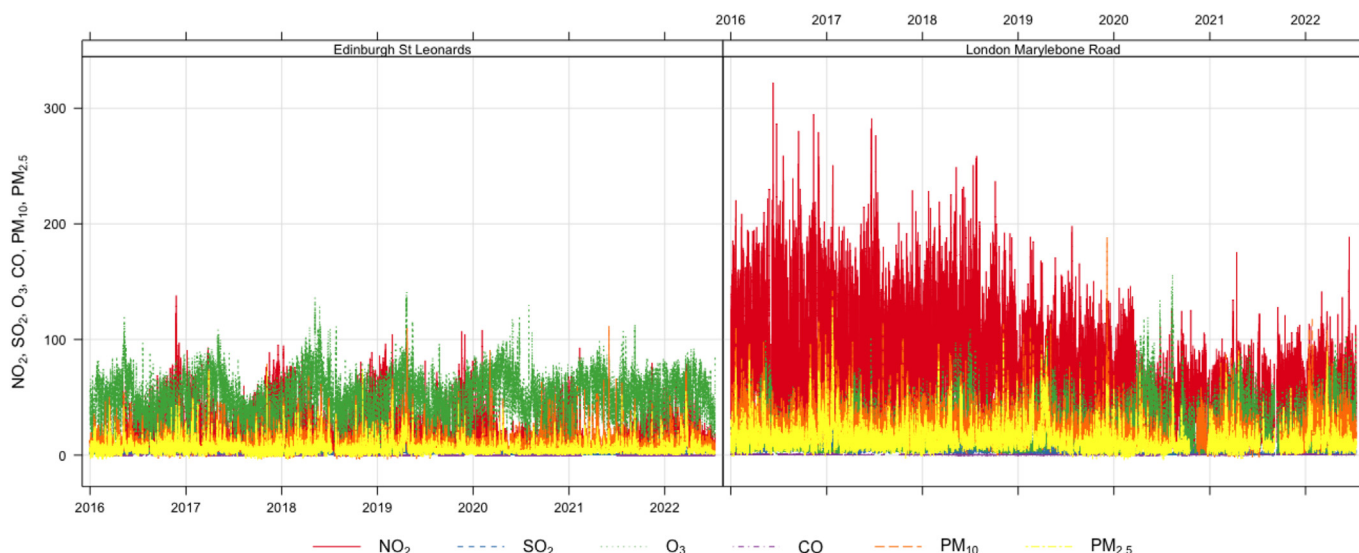 2016 2017 2018 2019 2020 2021 2022
Edinburgh St Leonards London Marylebone Road
300
200
100
0
NO₂, SO₂, O₃, CO, PM₁₀, PM₂.₅
2016 2017 2018 2019 2020 2021 2022
NO₂ SO₂ O₃ CO PM₁₀ PM₂.₅